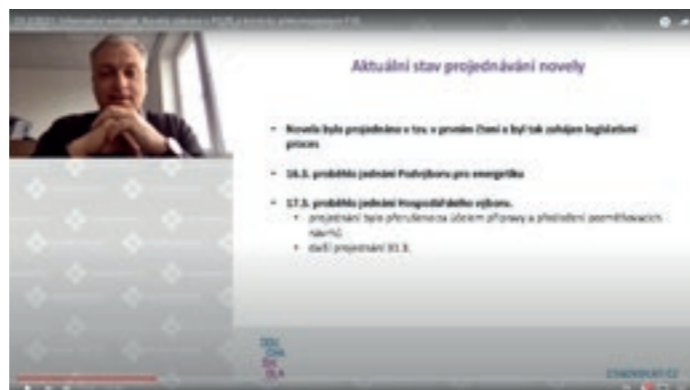 Aktuální stav projednávání novely
• Novela byla projednána v tzv. v prvním čtení a byl tak zahájen legislativní
proces
• 16.3. proběhlo jednání Podvýboru pro energetiku
• 17.3. proběhlo jednání Hospodářského výboru.
• projednání bylo přerušeno za účelem přípravy a předložení pozměňovacích
návrhů
• další projednání 31.3.